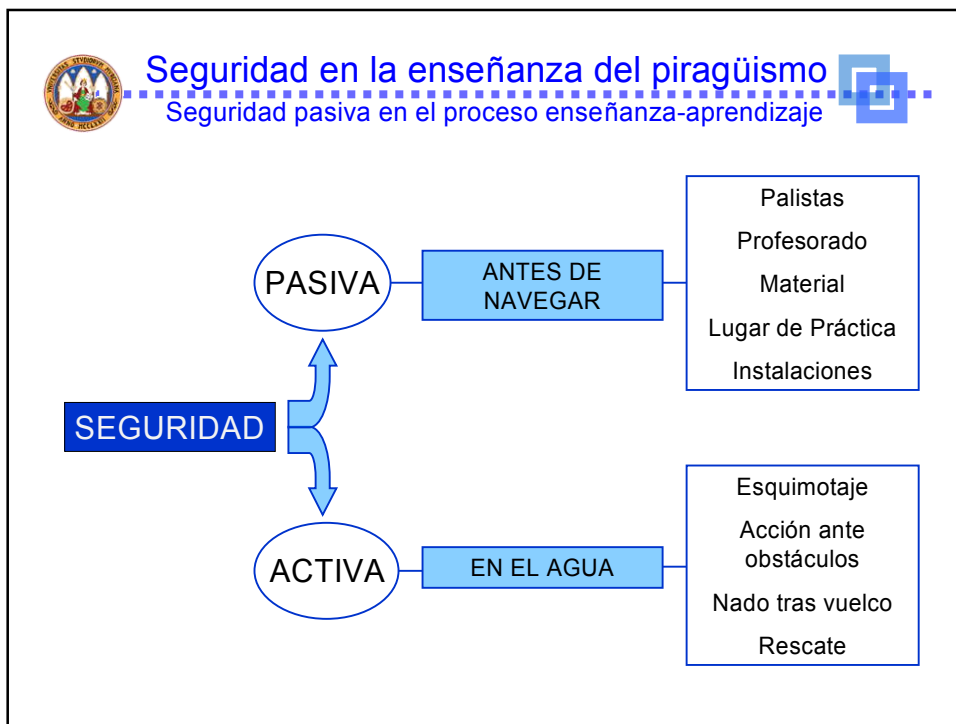 Seguridad en la enseñanza del piragüismo
Seguridad pasiva en el proceso enseñanza-aprendizaje
SEGURIDAD
PASIVA
ANTES DE
NAVEGAR
Palistas
Profesorado
Material
Lugar de Práctica
Instalaciones
ACTIVA
EN EL AGUA
Esquimotaje
Acción ante
obstáculos
Nado tras vuelco
Rescate